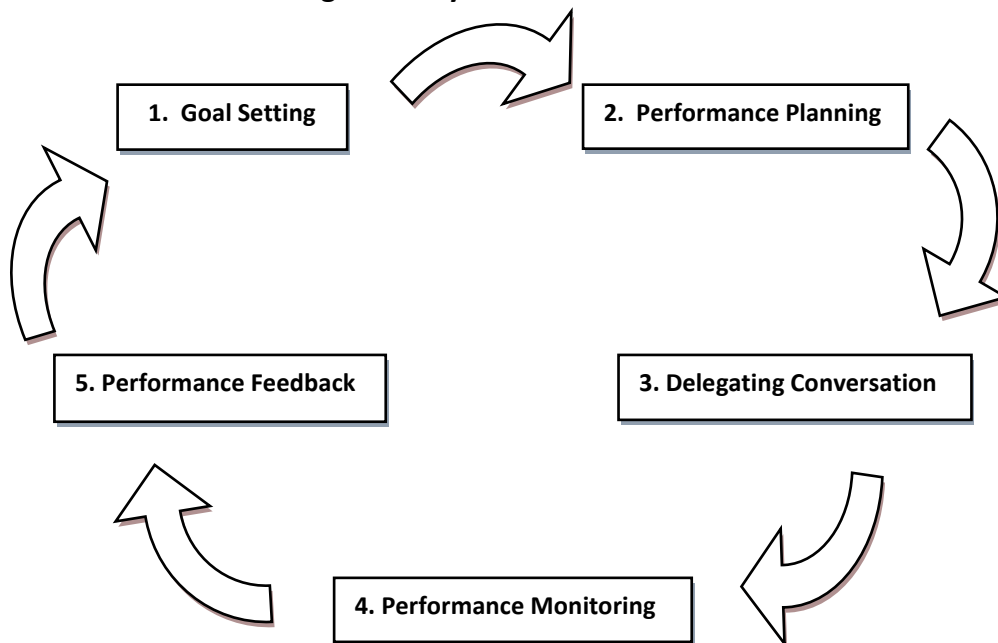 1. Goal Setting
2. Performance Planning
5. Performance Feedback
3. Delegating Conversation
4. Performance Monitoring